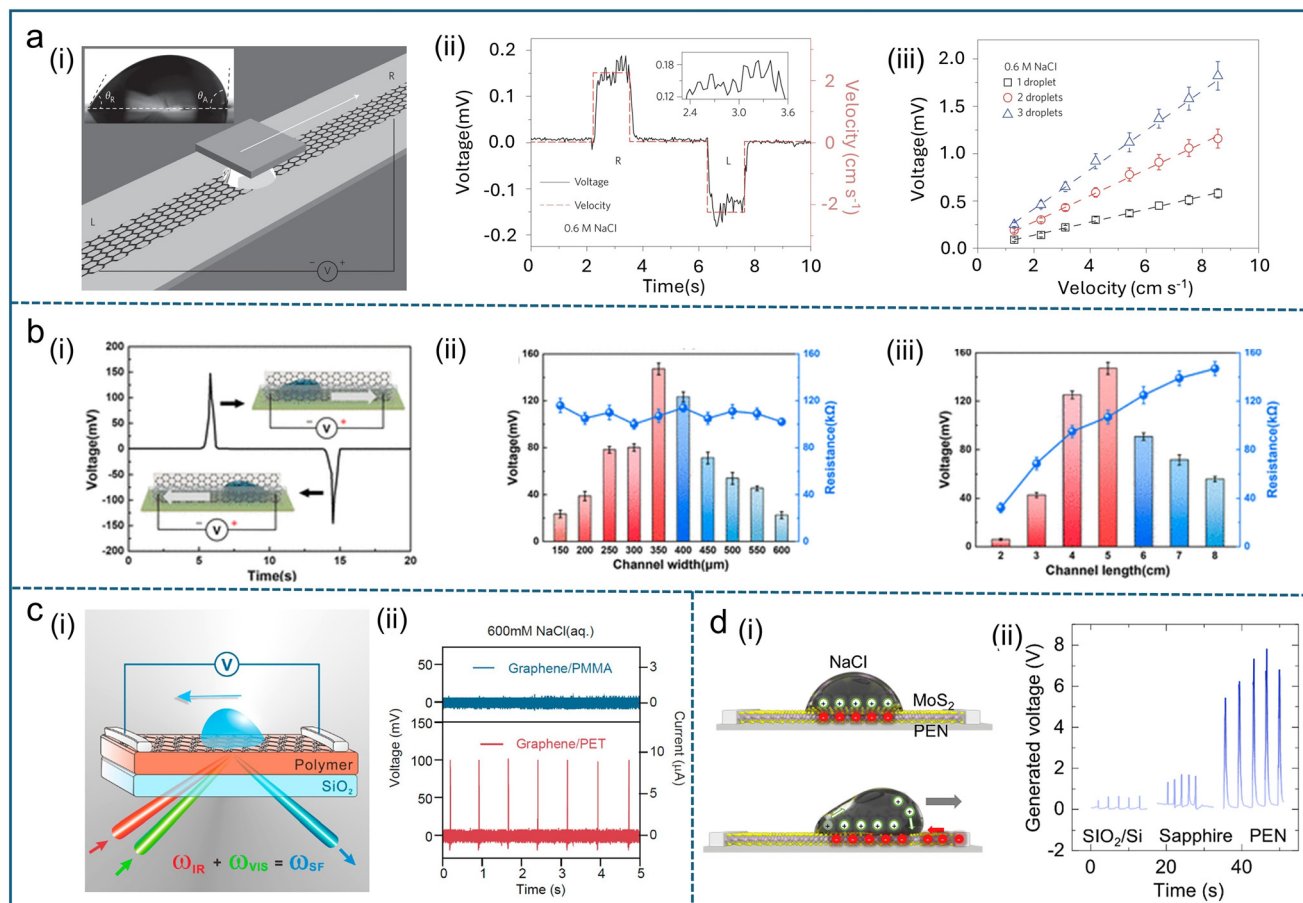 a
(i)
θR
θA
R
L
− V +
(ii)
Voltage(mV)
0.2
0.1
0.0
-0.1
-0.2
0.18
0.12
2.4 3.0 3.6
R
L
Voltage
Velocity
0.6 M NaCl
0 2 4 6 8 10
Time(s)
2
0
-2
Velocity (cm s⁻¹)
(iii)
Voltage(mV)
2.0
1.5
1.0
0.5
0.0
0.6 M NaCl
1 droplet
2 droplets
3 droplets
0 2 4 6 8 10
Velocity (cm s⁻¹)
b
(i)
Voltage(mV)
200
150
100
50
0
-50
-100
-150
-200
− V +
− V +
0 5 10 15 20
Time(s)
(ii)
Voltage(mV)
160
120
80
40
0
150 200 250 300 350 400 450 500 550 600
Channel width(μm)
160
120
80
40
0
Resistance(kΩ)
(iii)
Voltage(mV)
160
120
80
40
0
2 3 4 5 6 7 8
Channel length(cm)
160
120
80
40
0
Resistance(kΩ)
c
(i)
V
Polymer
SiO₂
ωIR + ωVIS = ωSF
(ii)
600mM NaCl(aq.)
Graphene/PMMA
Graphene/PET
Voltage (mV)
50
0
150
100
50
0
Current (μA)
3
0
10
5
0
0 1 2 3 4 5
Time (s)
d
(i)
NaCl
MoS₂
PEN
(ii)
Generated voltage (V)
8
6
4
2
0
-2
SIO₂/Si Sapphire PEN
0 20 40
Time (s)